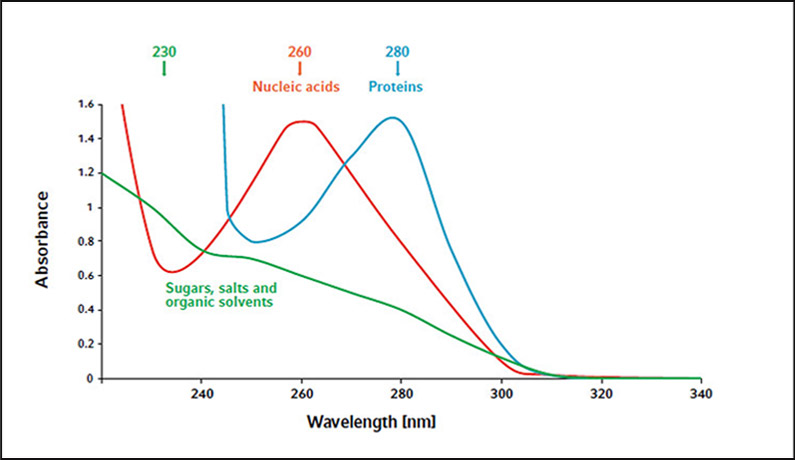 230 260 280
Nucleic acids Proteins
1.6
1.4
1.2
1
0.8
0.6
0.4
0.2
0
Absorbance
Sugars, salts and
organic solvents
240 260 280 300 320 340
Wavelength [nm]